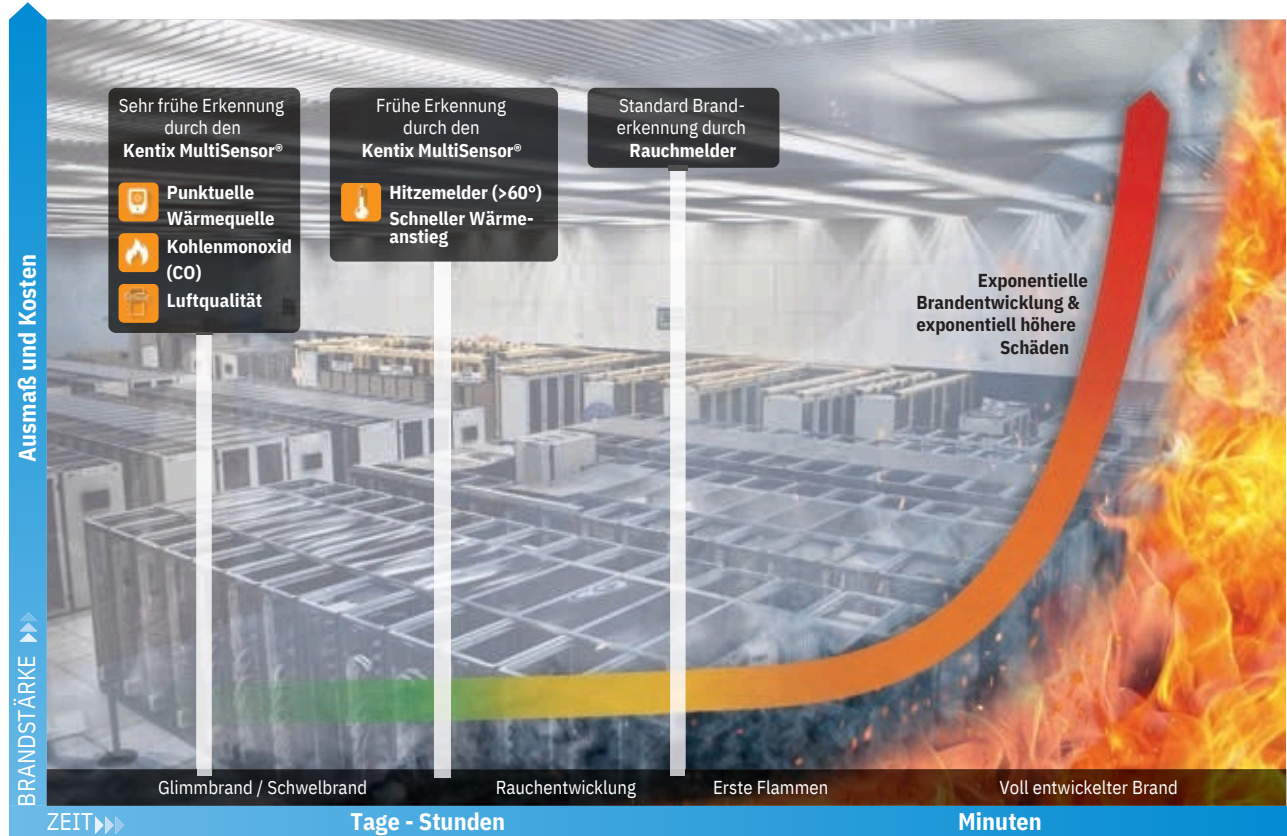 Sehr frühe Erkennung
durch den
Kentix MultiSensor®
Punktuelle
Wärmequelle
Kohlenmonoxid
(CO)
Luftqualität
Frühe Erkennung
durch den
Kentix MultiSensor®
Hitzemelder (>60°)
Schneller Wärme-
anstieg
Standard Brand-
erkennung durch
Rauchmelder
Exponentielle
Brandentwicklung &
exponentiell höhere
Schäden
Ausmaß und Kosten
BRANDSTÄRKE
Glimmbrand / Schwelbrand
Rauchentwicklung
Erste Flammen
Voll entwickelter Brand
ZEIT
Tage - Stunden
Minuten